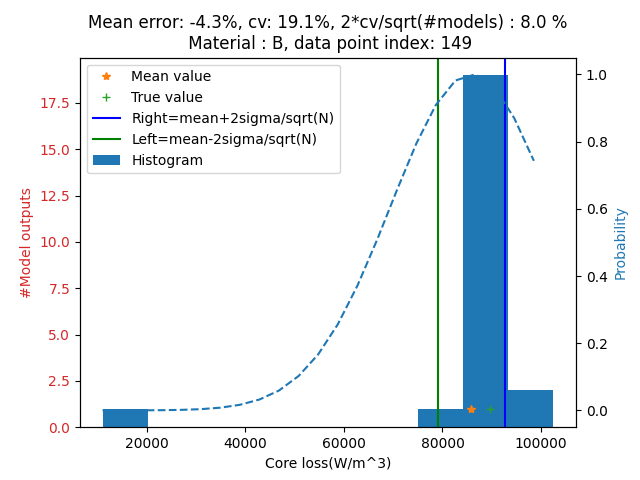 Mean error: -4.3%, cv: 19.1%, 2*cv/sqrt(#models) : 8.0 %
Material : B, data point index: 149
Mean value
True value
Right=mean+2sigma/sqrt(N)
Left=mean-2sigma/sqrt(N)
Histogram
#Model outputs
17.5
15.0
12.5
10.0
7.5
5.0
2.5
0.0
1.0
0.8
0.6
0.4
0.2
0.0
Probability
20000 40000 60000 80000 100000
Core loss(W/m^3)